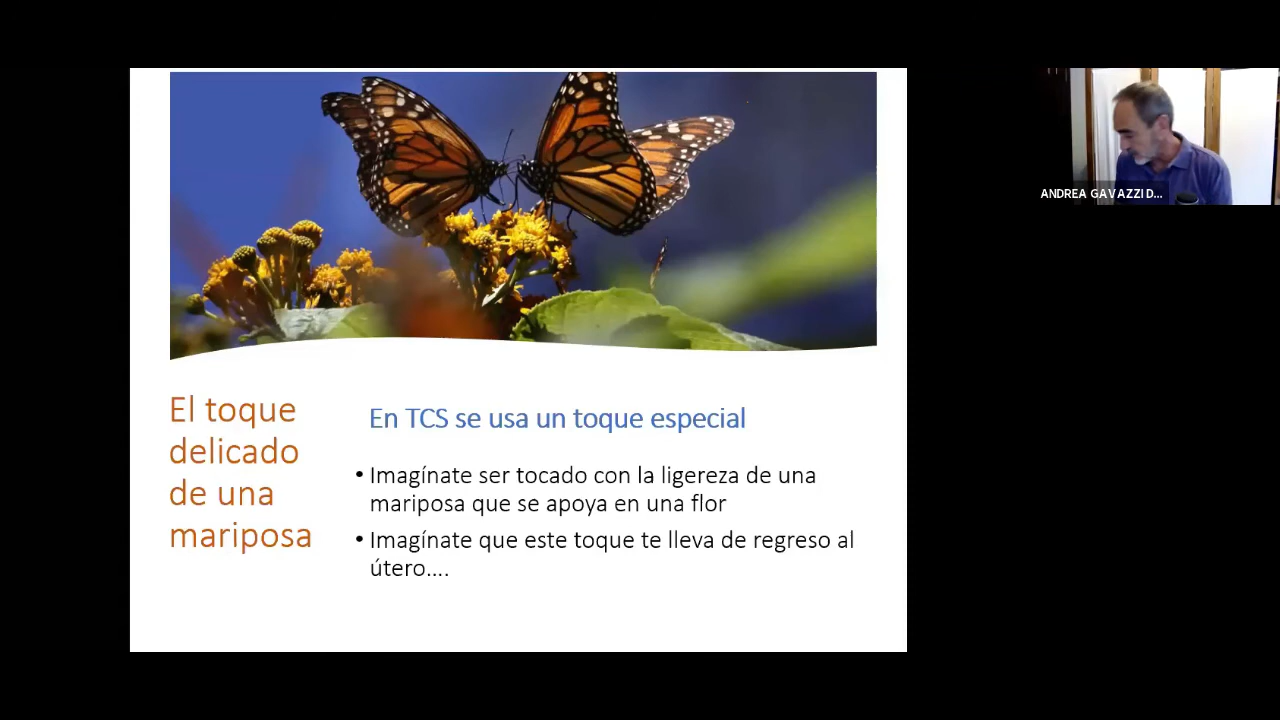 El toque
delicado
de una
mariposa
En TCS se usa un toque especial
• Imagínate ser tocado con la ligereza de una
mariposa que se apoya en una flor
• Imagínate que este toque te lleva de regreso al
útero....
ANDREA GAVAZZI D...